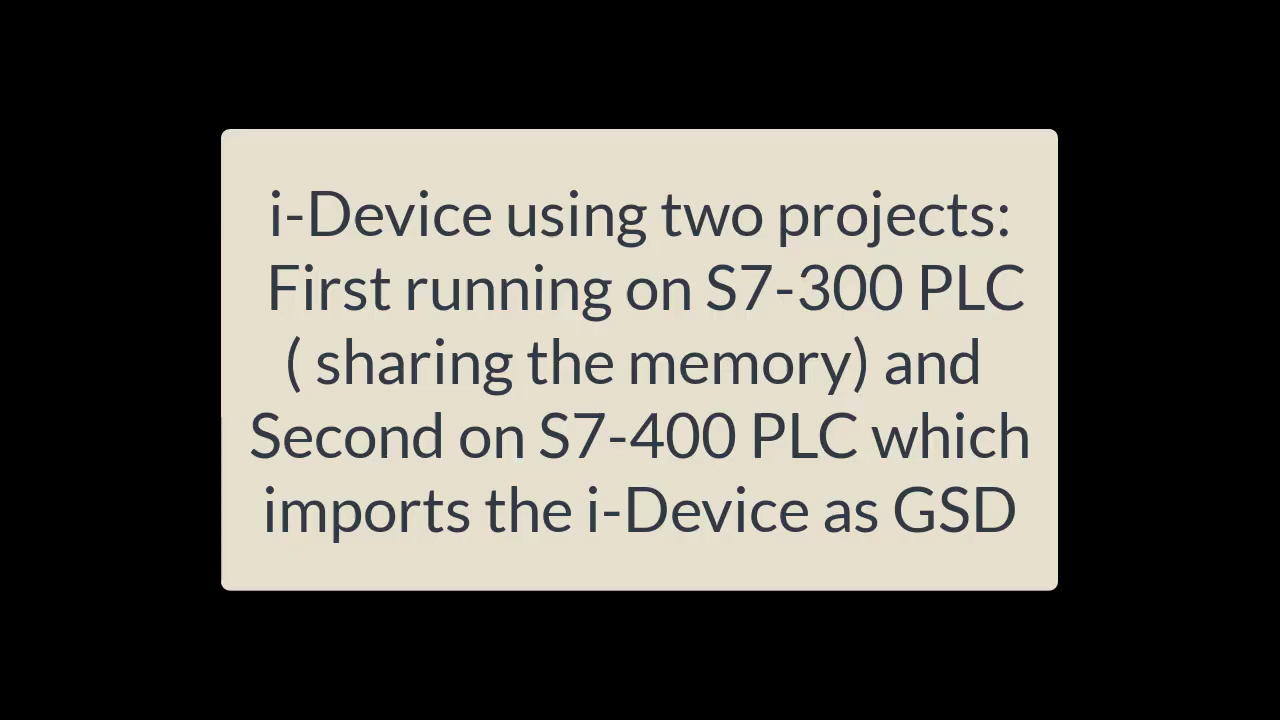 i-Device using two projects:
First running on S7-300 PLC
( sharing the memory) and
Second on S7-400 PLC which
imports the i-Device as GSD